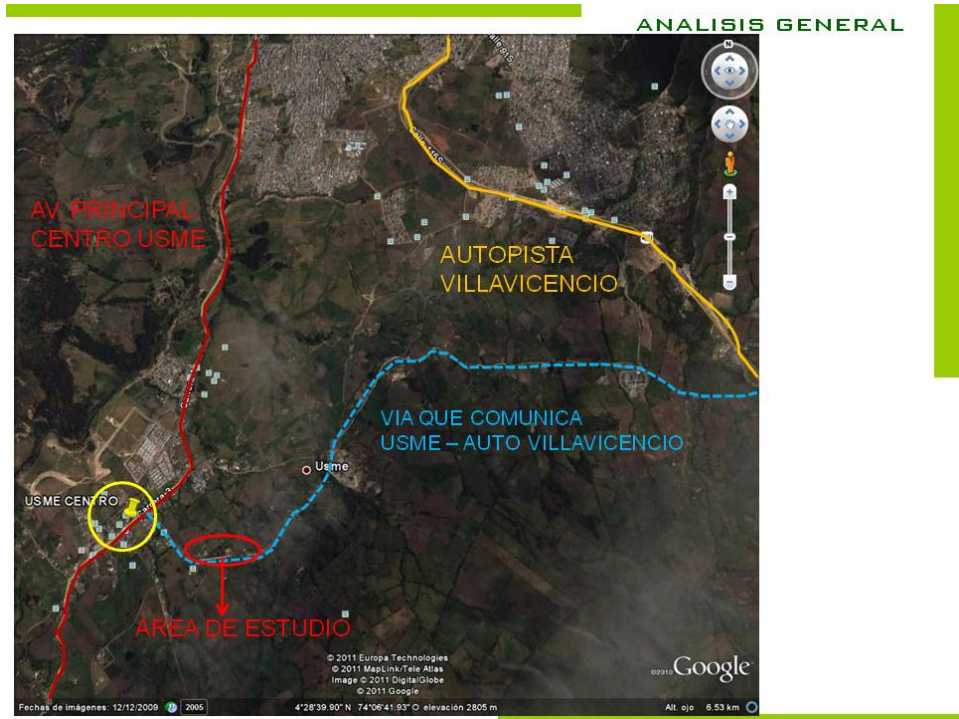 ANALISIS GENERAL
N
AV. PRINCIPAL
CENTRO USME
AUTOPISTA
VILLAVICENCIO
VIA QUE COMUNICA
USME – AUTO VILLAVICENCIO
Usme
USME CENTRO
AREA DE ESTUDIO
© 2011 Europa Technologies
© 2011 MapLink/Tele Atlas
Image © 2011 DigitalGlobe
© 2011 Google
©2010 Google
Fechas de imágenes: 12/12/2009 2005
4°28'39.90" N 74°06'41.93" O elevación 2805 m
Alt. ojo 6.53 km